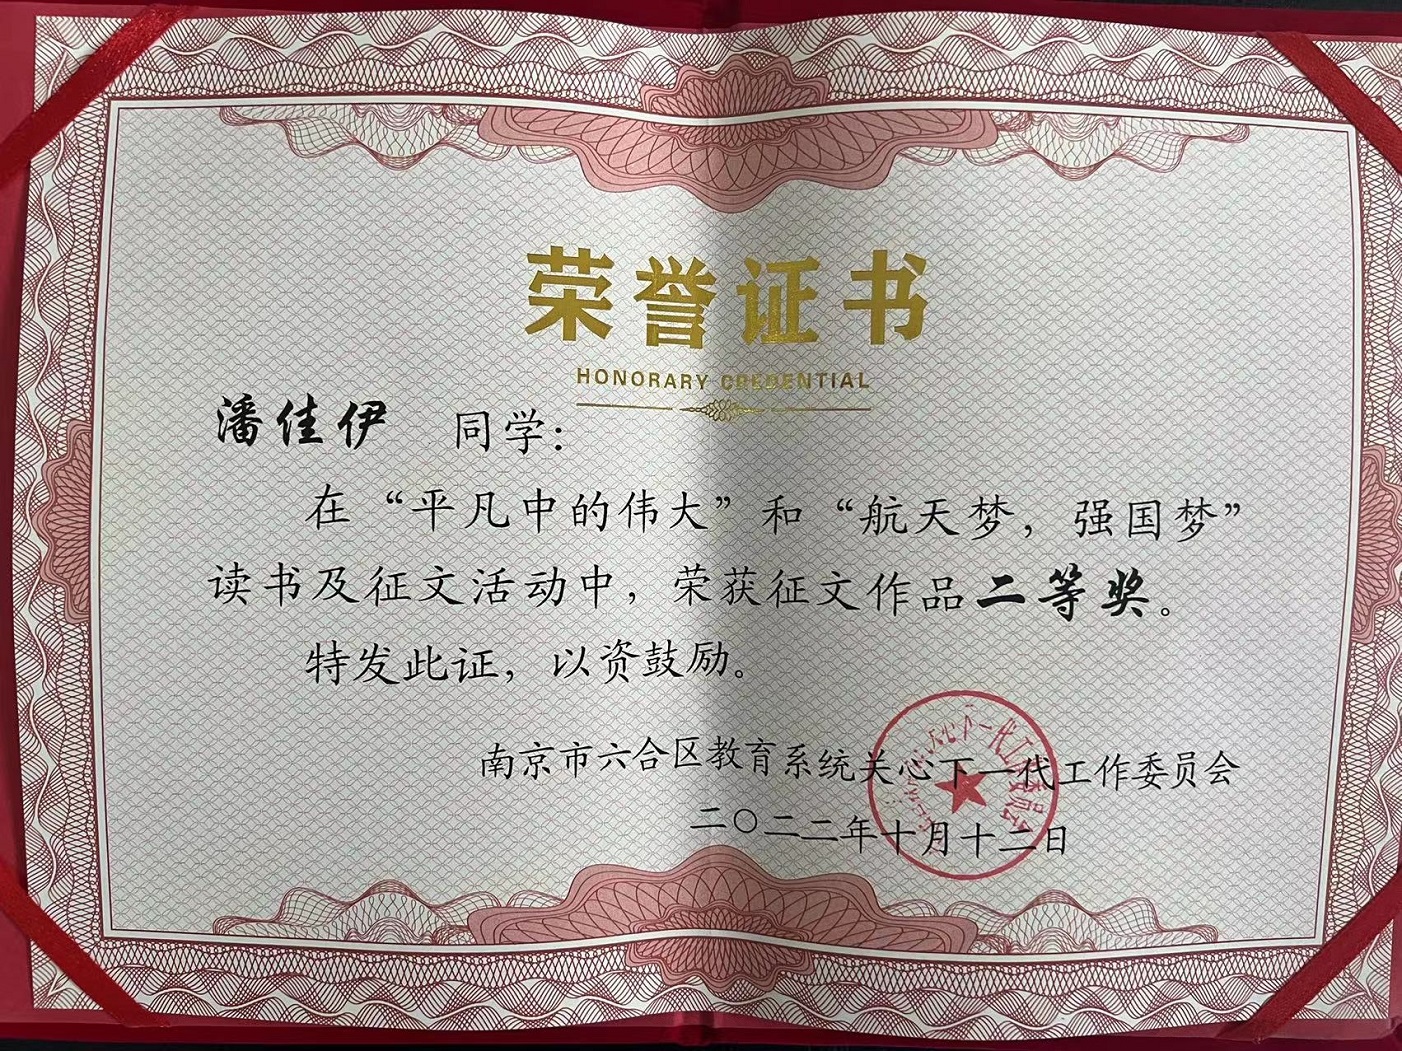 荣誉证书
HONORARY CREDENTIAL
潘佳伊 同学：
在“平凡中的伟大”和“航天梦，强国梦”
读书及征文活动中，荣获征文作品二等奖。
特发此证，以资鼓励。
南京市六合区教育系统关心下一代工作委员会
二〇二二年十月十二日